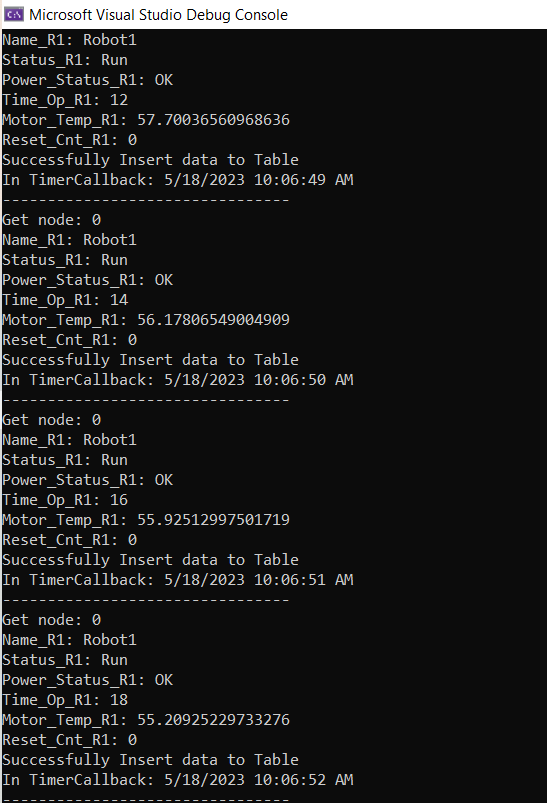 C:\
Microsoft Visual Studio Debug Console
Name_R1: Robot1
Status_R1: Run
Power_Status_R1: OK
Time_Op_R1: 12
Motor_Temp_R1: 57.70036560968636
Reset_Cnt_R1: 0
Successfully Insert data to Table
In TimerCallback: 5/18/2023 10:06:49 AM
--------------------------------
Get node: 0
Name_R1: Robot1
Status_R1: Run
Power_Status_R1: OK
Time_Op_R1: 14
Motor_Temp_R1: 56.17806549004909
Reset_Cnt_R1: 0
Successfully Insert data to Table
In TimerCallback: 5/18/2023 10:06:50 AM
--------------------------------
Get node: 0
Name_R1: Robot1
Status_R1: Run
Power_Status_R1: OK
Time_Op_R1: 16
Motor_Temp_R1: 55.92512997501719
Reset_Cnt_R1: 0
Successfully Insert data to Table
In TimerCallback: 5/18/2023 10:06:51 AM
--------------------------------
Get node: 0
Name_R1: Robot1
Status_R1: Run
Power_Status_R1: OK
Time_Op_R1: 18
Motor_Temp_R1: 55.20925229733276
Reset_Cnt_R1: 0
Successfully Insert data to Table
In TimerCallback: 5/18/2023 10:06:52 AM
--------------------------------